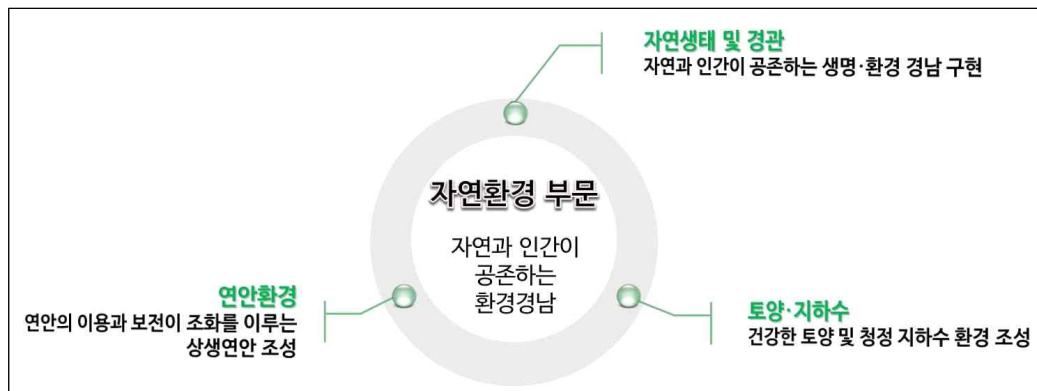 자연생태 및 경관
자연과 인간이 공존하는 생명·환경 경남 구현
자연환경 부문
자연과 인간이
공존하는
환경경남
연안환경
연안의 이용과 보전이 조화를 이루는
상생연안 조성
토양·지하수
건강한 토양 및 청정 지하수 환경 조성